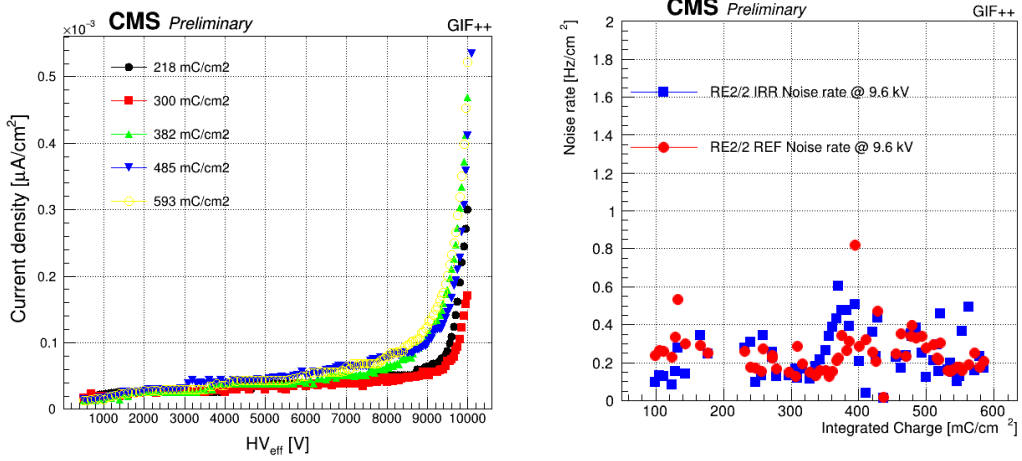 CMS Preliminary GIF++
×10⁻³
218 mC/cm2
300 mC/cm2
382 mC/cm2
485 mC/cm2
593 mC/cm2
0.5
0.4
0.3
0.2
0.1
0
1000 2000 3000 4000 5000 6000 7000 8000 9000 10000
Current density [μA/cm²]
HV_eff [V]
CMS Preliminary GIF++
RE2/2 IRR Noise rate @ 9.6 kV
RE2/2 REF Noise rate @ 9.6 kV
2
1.8
1.6
1.4
1.2
1
0.8
0.6
0.4
0.2
0
100 200 300 400 500 600
Noise rate [Hz/cm²]
Integrated Charge [mC/cm²]